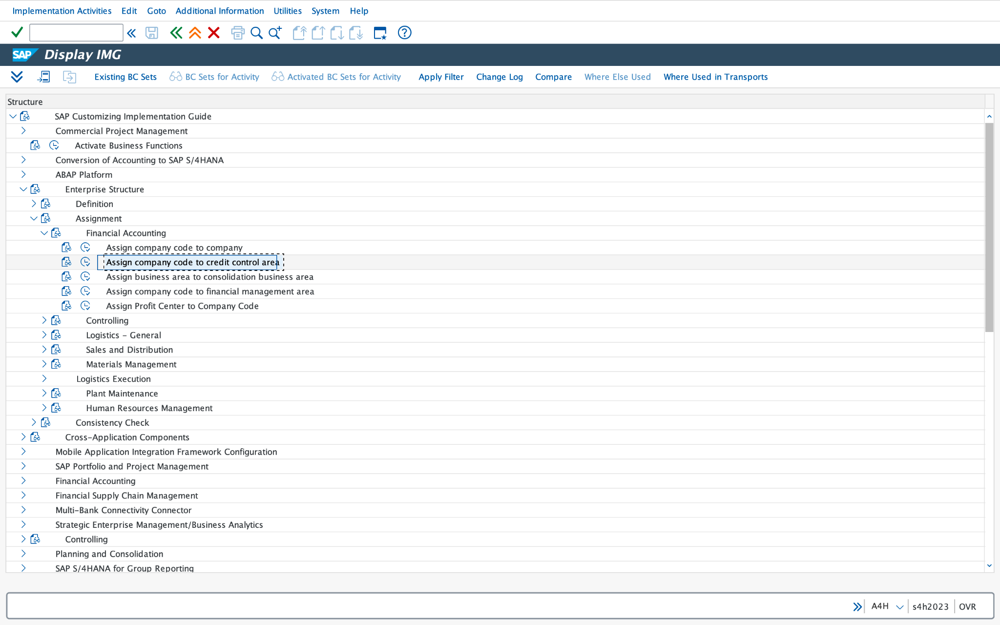 Implementation Activities Edit Goto Additional Information Utilities System Help
SAP Display IMG
Existing BC Sets BC Sets for Activity Activated BC Sets for Activity Apply Filter Change Log Compare Where Else Used Where Used in Transports
Structure
SAP Customizing Implementation Guide
Commercial Project Management
Activate Business Functions
Conversion of Accounting to SAP S/4HANA
ABAP Platform
Enterprise Structure
Definition
Assignment
Financial Accounting
Assign company code to company
Assign company code to credit control area
Assign business area to consolidation business area
Assign company code to financial management area
Assign Profit Center to Company Code
Controlling
Logistics - General
Sales and Distribution
Materials Management
Logistics Execution
Plant Maintenance
Human Resources Management
Consistency Check
Cross-Application Components
Mobile Application Integration Framework Configuration
SAP Portfolio and Project Management
Financial Accounting
Financial Supply Chain Management
Multi-Bank Connectivity Connector
Strategic Enterprise Management/Business Analytics
Controlling
Planning and Consolidation
SAP S/4HANA for Group Reporting
A4H s4h2023 OVR